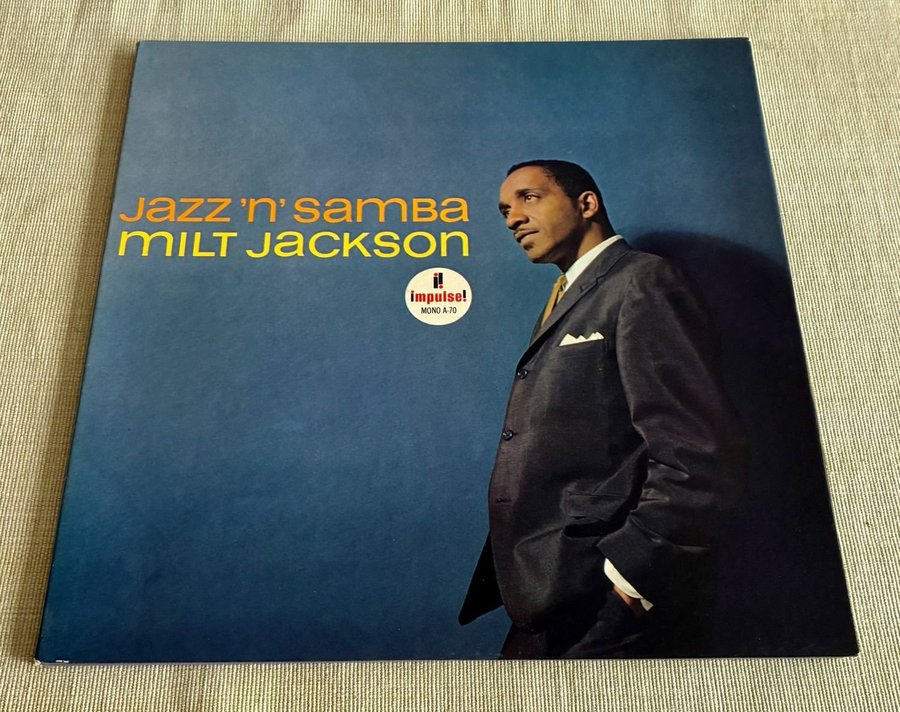 Jazz 'n' Samba
Milt Jackson
i!
impulse!
MONO A-70